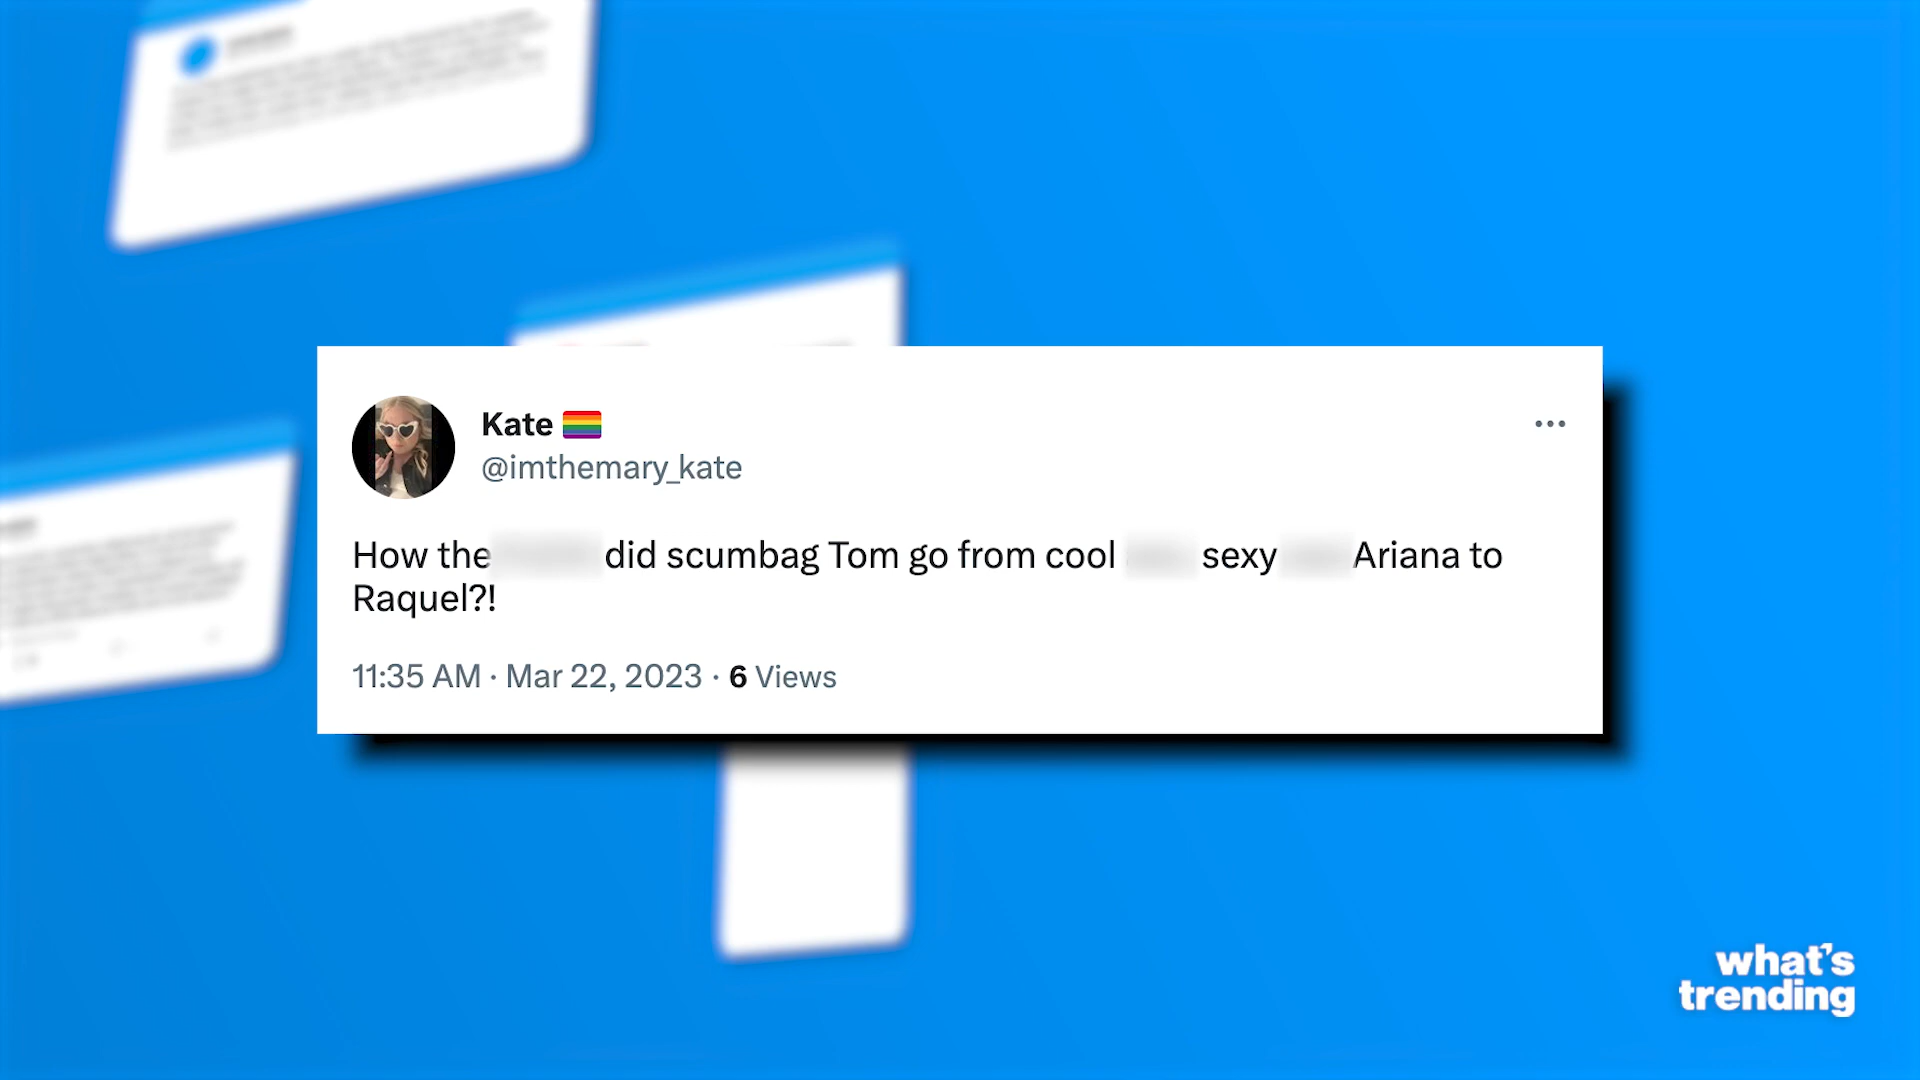 Kate
@imthemary_kate
How the did scumbag Tom go from cool sexy Ariana to
Raquel?!
11:35 AM · Mar 22, 2023 · 6 Views
what's
trending